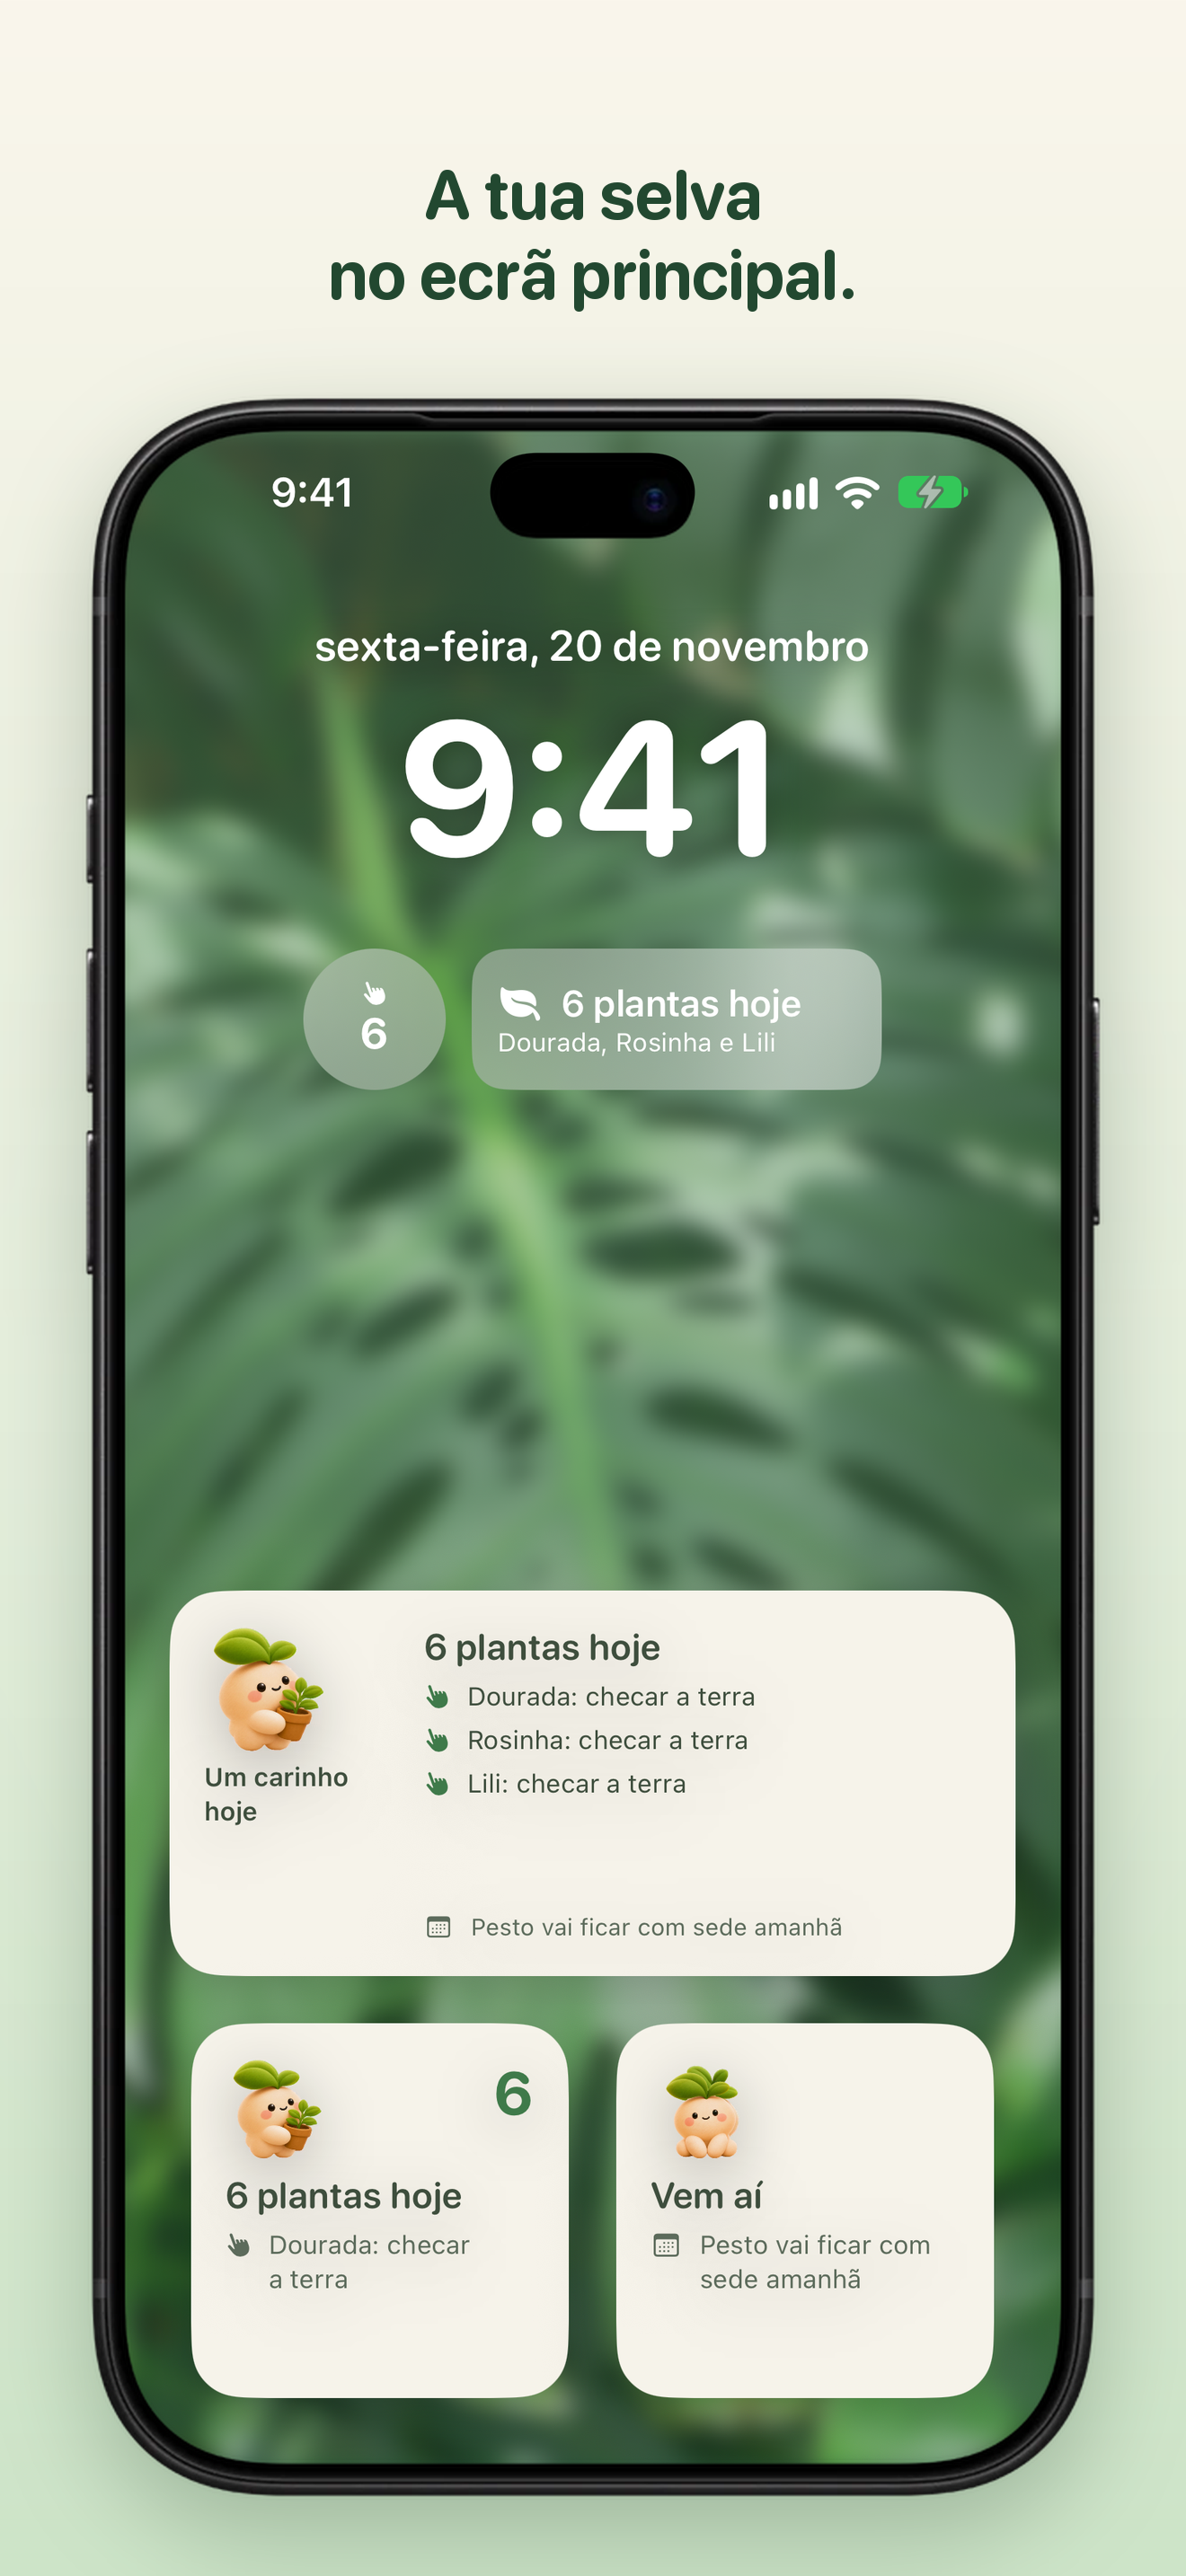 A tua selva
no ecrã principal.
9:41
sexta-feira, 20 de novembro
9:41
6
6 plantas hoje
Dourada, Rosinha e Lili
Um carinho
hoje
6 plantas hoje
Dourada: checar a terra
Rosinha: checar a terra
Lili: checar a terra
Pesto vai ficar com sede amanhã
6
6 plantas hoje
Dourada: checar
a terra
Vem aí
Pesto vai ficar com
sede amanhã